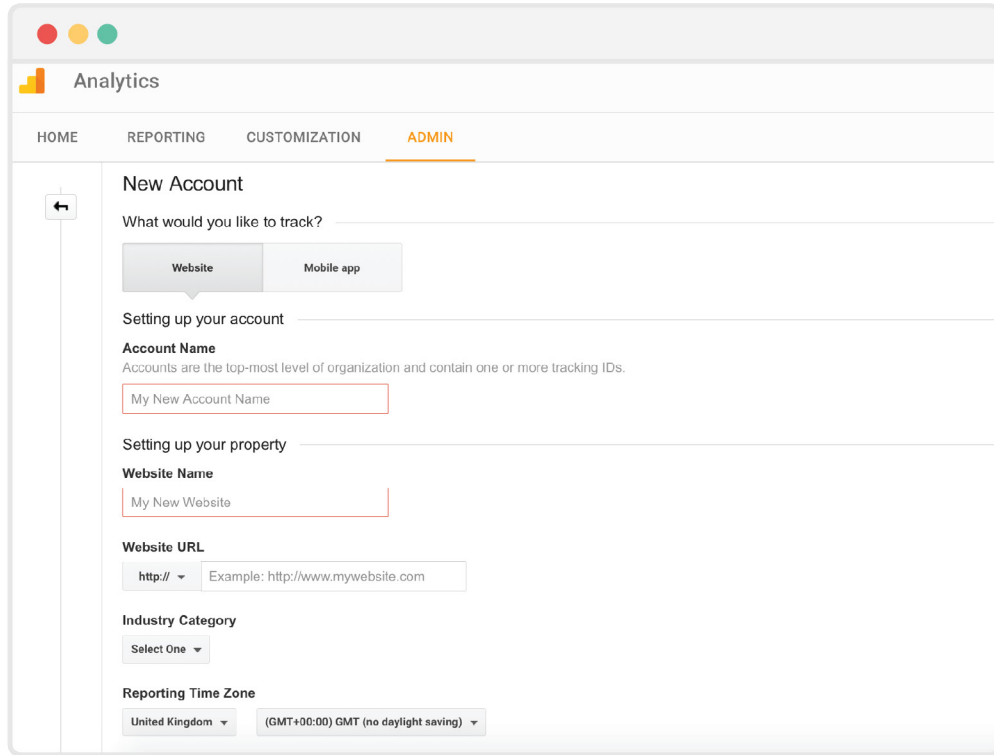 Analytics
HOME REPORTING CUSTOMIZATION ADMIN
New Account
What would you like to track?
Website Mobile app
Setting up your account
Account Name
Accounts are the top-most level of organization and contain one or more tracking IDs.
My New Account Name
Setting up your property
Website Name
My New Website
Website URL
http:// Example: http://www.mywebsite.com
Industry Category
Select One
Reporting Time Zone
United Kingdom (GMT+00:00) GMT (no daylight saving)